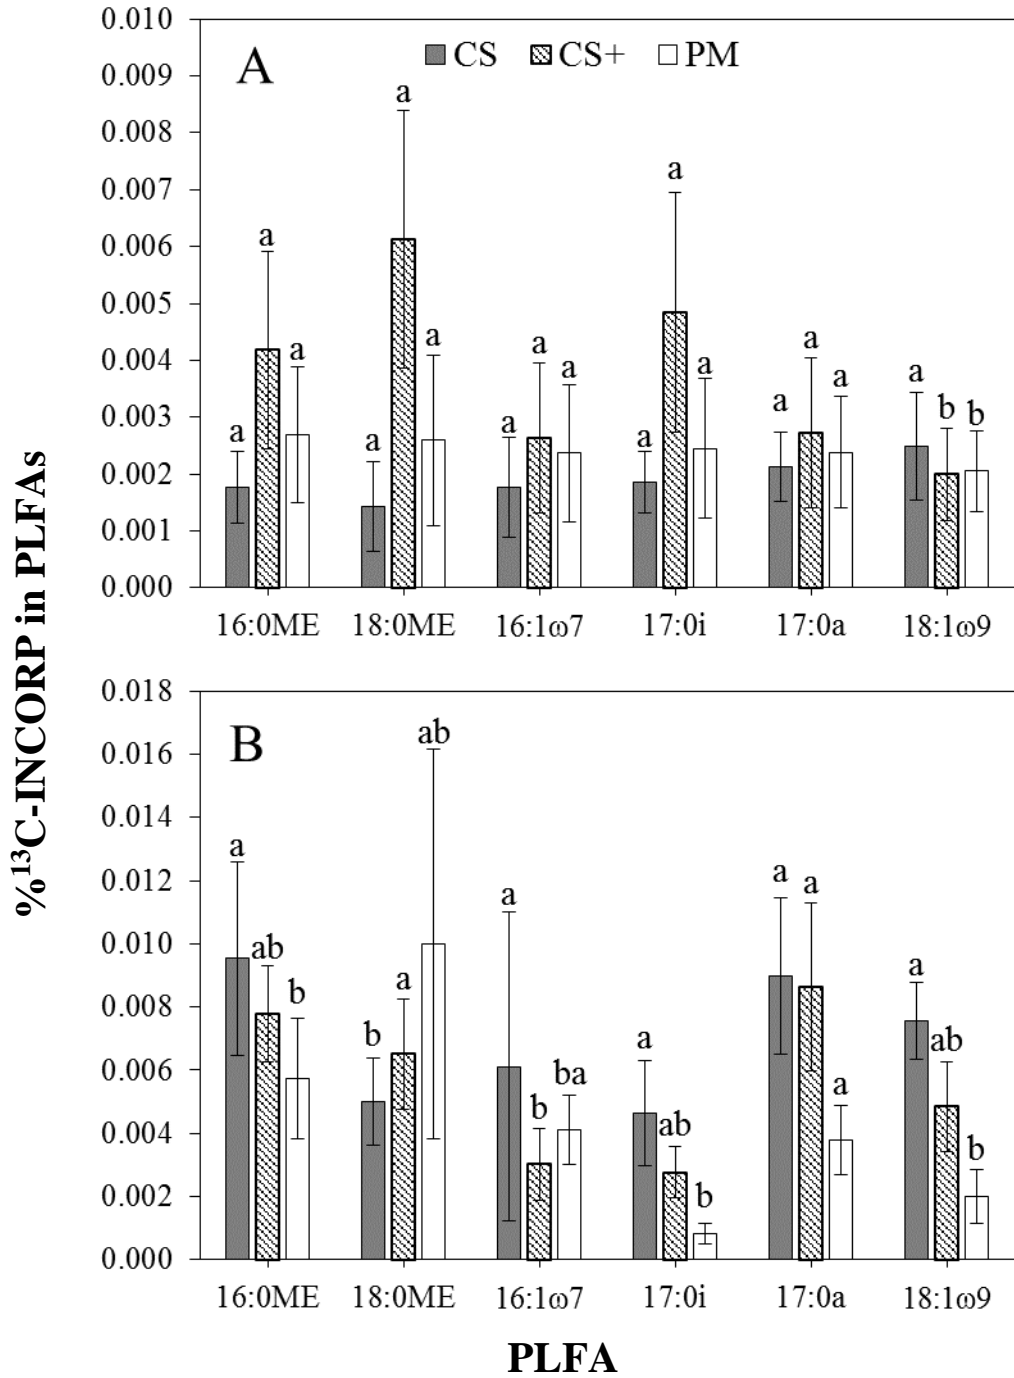 %¹³C-INCORP in PLFAs
0.010
0.009
0.008
0.007
0.006
0.005
0.004
0.003
0.002
0.001
0.000
A
CS CS+ PM
a a a
a a a
a a a
a a a
a a a
a b b
16:0ME 18:0ME 16:1ω7 17:0i 17:0a 18:1ω9
0.018
0.016
0.014
0.012
0.010
0.008
0.006
0.004
0.002
0.000
B
a ab b
b a ab
a b ba
a ab b
a a a
a ab b
16:0ME 18:0ME 16:1ω7 17:0i 17:0a 18:1ω9
PLFA